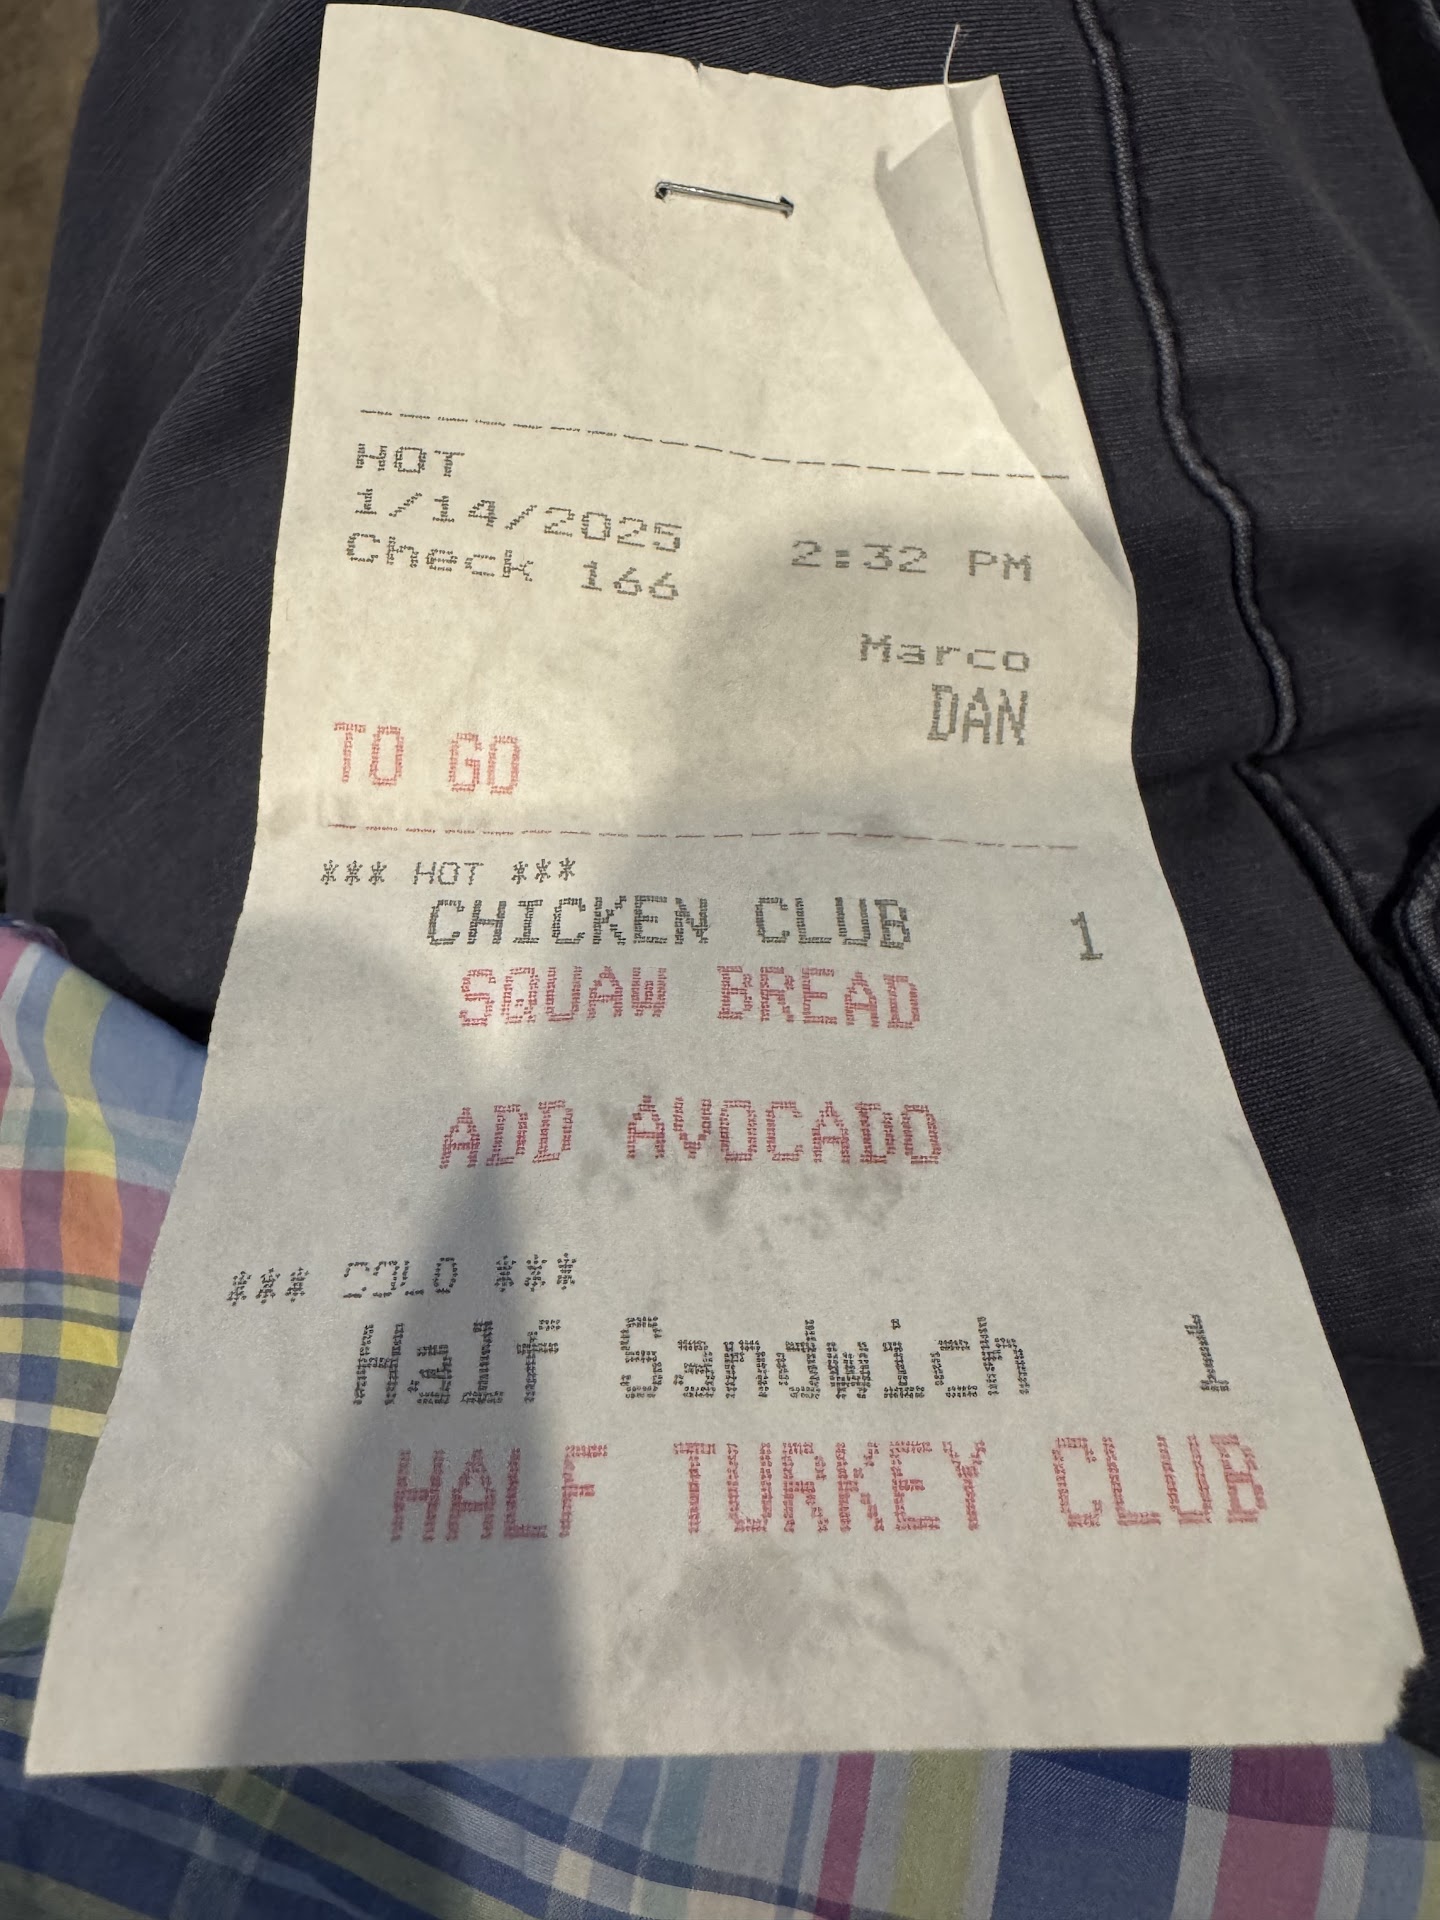 HOT
1/14/2025 2:32 PM
Check 166
Marco
DAN
TO GO
*** HOT ***
CHICKEN CLUB 1
SQUAW BREAD
ADD AVOCADO
*** COLD ***
Half Sandwich 1
HALF TURKEY CLUB